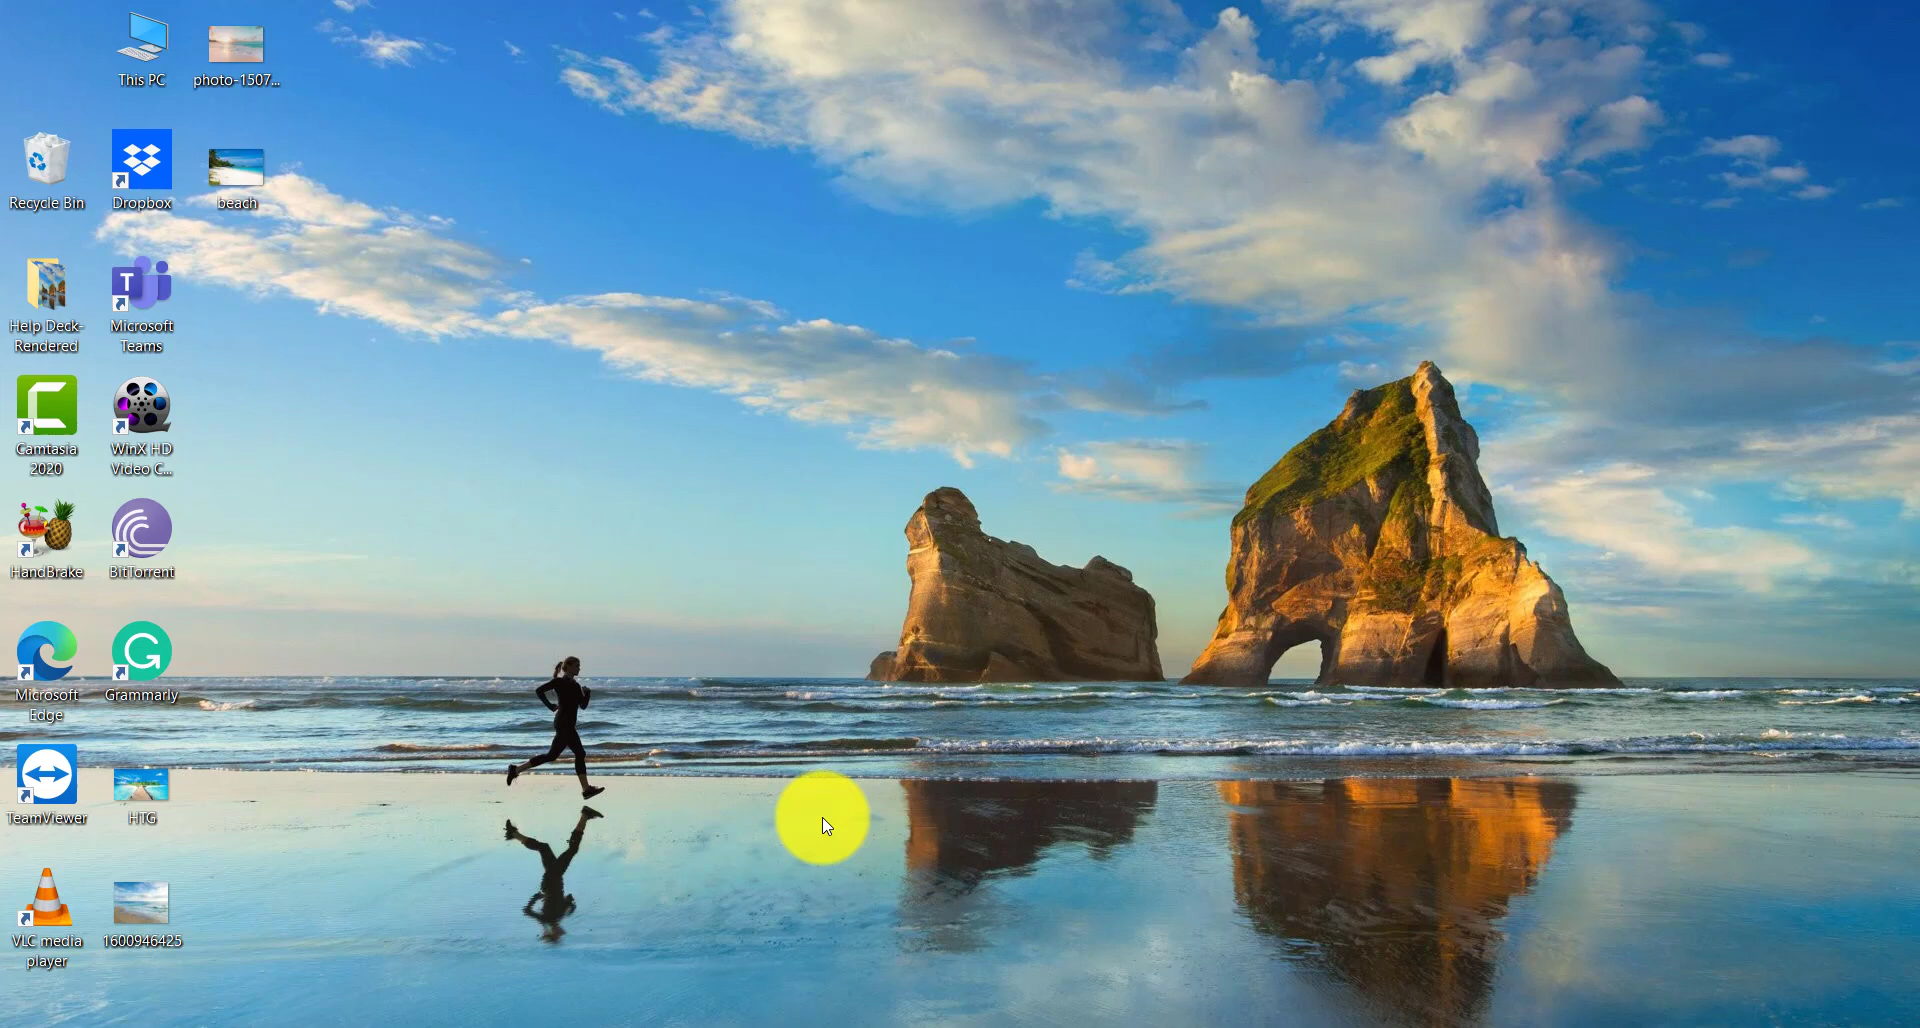 This PC
photo-1507...
Recycle Bin
Dropbox
beach
Help Deck-
Rendered
T
Microsoft
Teams
Camtasia
2020
WinX HD
Video C...
HandBrake
BitTorrent
Microsoft
Edge
G
Grammarly
TeamViewer
HTG
VLC media
player
1600946425